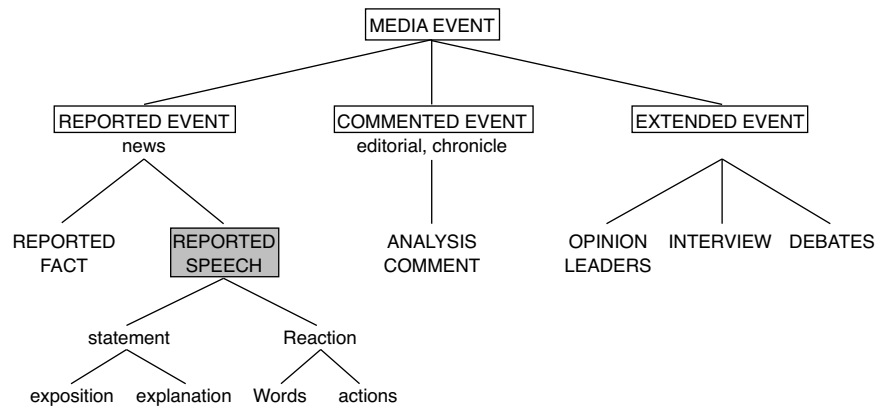 MEDIA EVENT
REPORTED EVENT
news
COMMENTED EVENT
editorial, chronicle
EXTENDED EVENT
REPORTED
FACT
REPORTED
SPEECH
ANALYSIS
COMMENT
OPINION
LEADERS
INTERVIEW
DEBATES
statement
Reaction
exposition
explanation
Words
actions